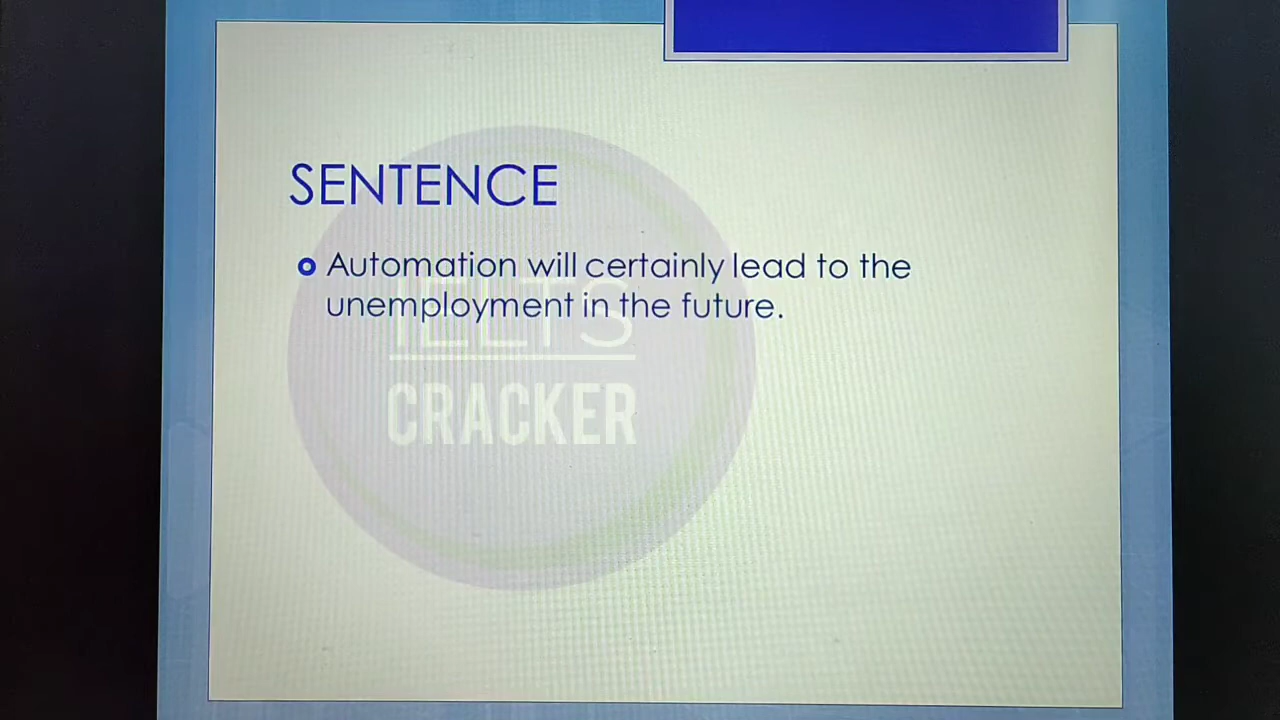 SENTENCE
Automation will certainly lead to the
unemployment in the future.
IELTS
CRACKER